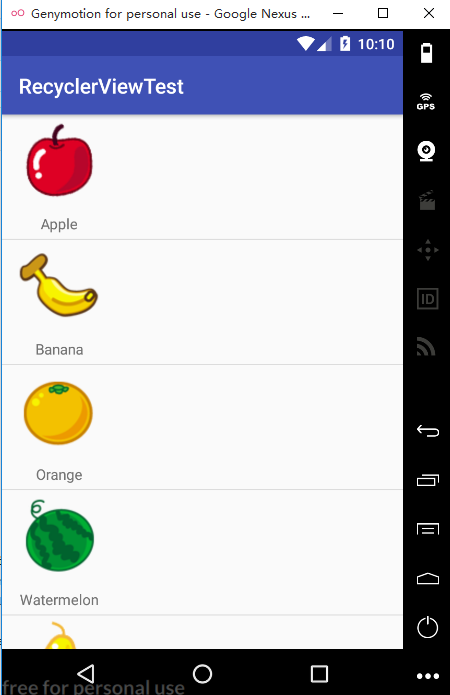 Genymotion for personal use - Google Nexus ...
10:10
RecyclerViewTest
GPS
Apple
Banana
ID
Orange
Watermelon
free for personal use